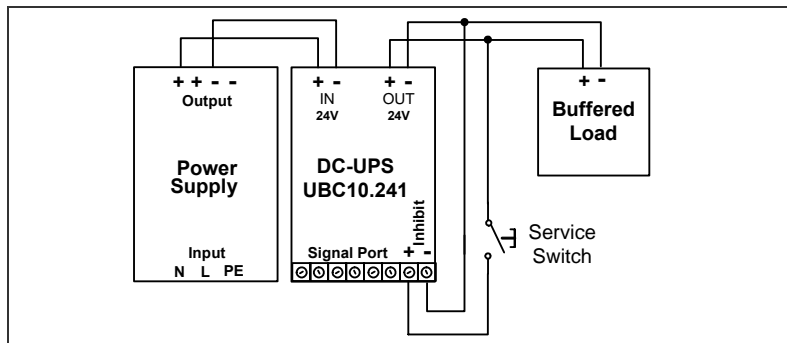 + + - -
Output
Power
Supply
Input
N L PE
+ -
IN
24V
+ -
OUT
24V
DC-UPS
UBC10.241
Inhibit
Signal Port
+ -
+ -
Buffered
Load
Service
Switch